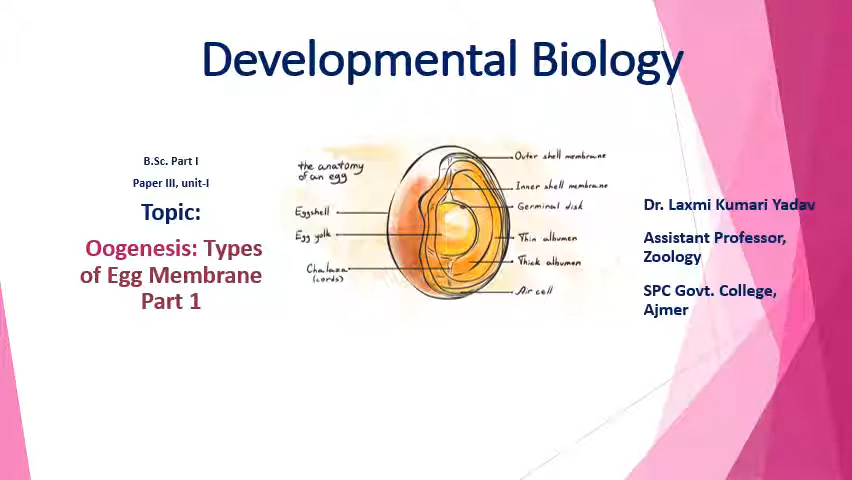 Developmental Biology
B.Sc. Part I
Paper III, unit-I
Topic:
Oogenesis: Types
of Egg Membrane
Part 1
the anatomy
of an egg
Eggshell
Egg yolk
Chalaza
(cords)
Outer shell membrane
Inner shell membrane
Germinal disk
Thin albumen
Thick albumen
Air cell
Dr. Laxmi Kumari Yadav
Assistant Professor,
Zoology
SPC Govt. College,
Ajmer